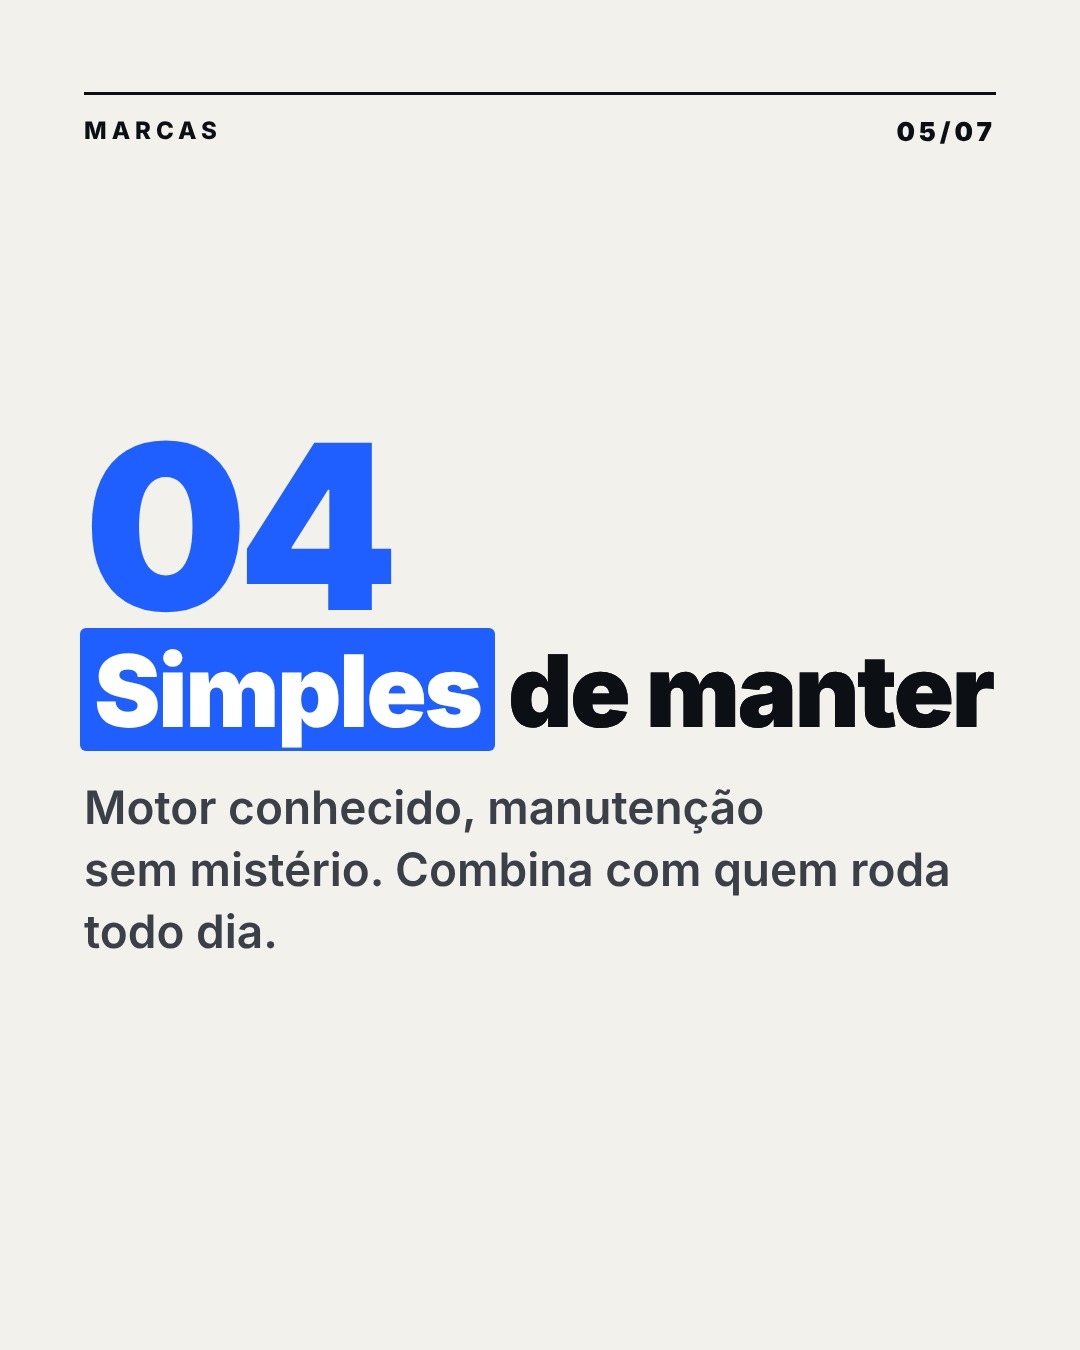 MARCAS
05/07
04
Simples de manter
Motor conhecido, manutenção
sem mistério. Combina com quem roda
todo dia.